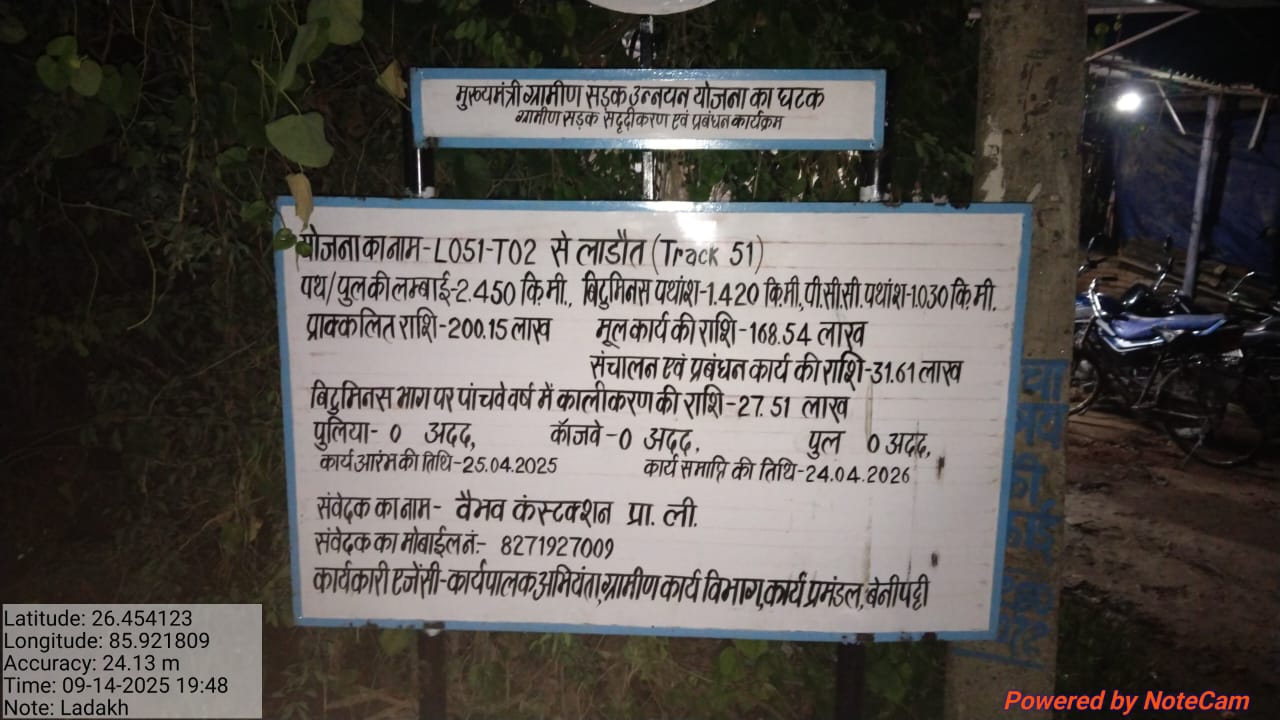 मुख्यमंत्री ग्रामीण सड़क उन्नयन योजना का घटक
ग्रामीण सड़क सदृढीकरण एवं प्रबंधन कार्यक्रम
योजना का नाम-L051-T02 से लाडौत (Track 51)
पथ/पुल की लम्बाई-2.450 कि.मी., बिटुमिनस पथांश-1.420 कि.मी,पी.सी.सी. पथांश-1.030 कि.मी.
प्राक्कलित राशि-200.15 लाख मूल कार्य की राशि-168.54 लाख
संचालन एवं प्रबंधन कार्य की राशि-31.61 लाख
बिटुमिनस भाग पर पांचवे वर्ष में कालीकरण की राशि-27.51 लाख
पुलिया- 0 अदद, कॉजवे-0 अदद, पुल 0 अदद,
कार्य आरंम की तिथि-25.04.2025 कार्य समाप्ति की तिथि-24.04.2026
संवेदक का नाम- वैभव कंस्टक्शन प्रा. ली.
संवेदक का मोबाईल नं:- 8271927009
कार्यकारी एजेंसी-कार्यपालक अभियंता,ग्रामीण कार्य विभाग,कार्य प्रमंडल,बेनीपट्टी
Latitude: 26.454123
Longitude: 85.921809
Accuracy: 24.13 m
Time: 09-14-2025 19:48
Note: Ladakh
Powered by NoteCam